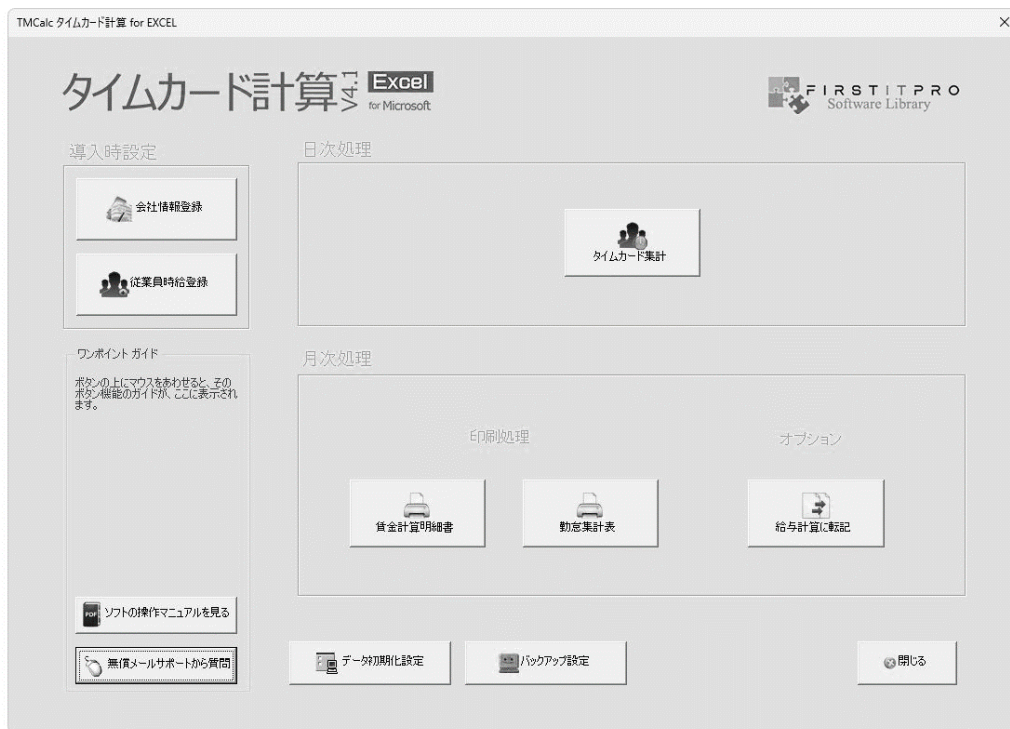 TMCalc タイムカード計算 for EXCEL
タイムカード計算 V4.1 Excel
for Microsoft
FIRSTITPRO
Software Library
導入時設定
会社情報登録
従業員時給登録
日次処理
タイムカード集計
ワンポイント ガイド
ボタンの上にマウスをあわせると、その
ボタン機能のガイドが、ここに表示され
ます。
月次処理
印刷処理
オプション
賃金計算明細書
勤怠集計表
給与計算に転記
PDF
ソフトの操作マニュアルを見る
無償メールサポートから質問
データ初期化設定
バックアップ設定
閉じる